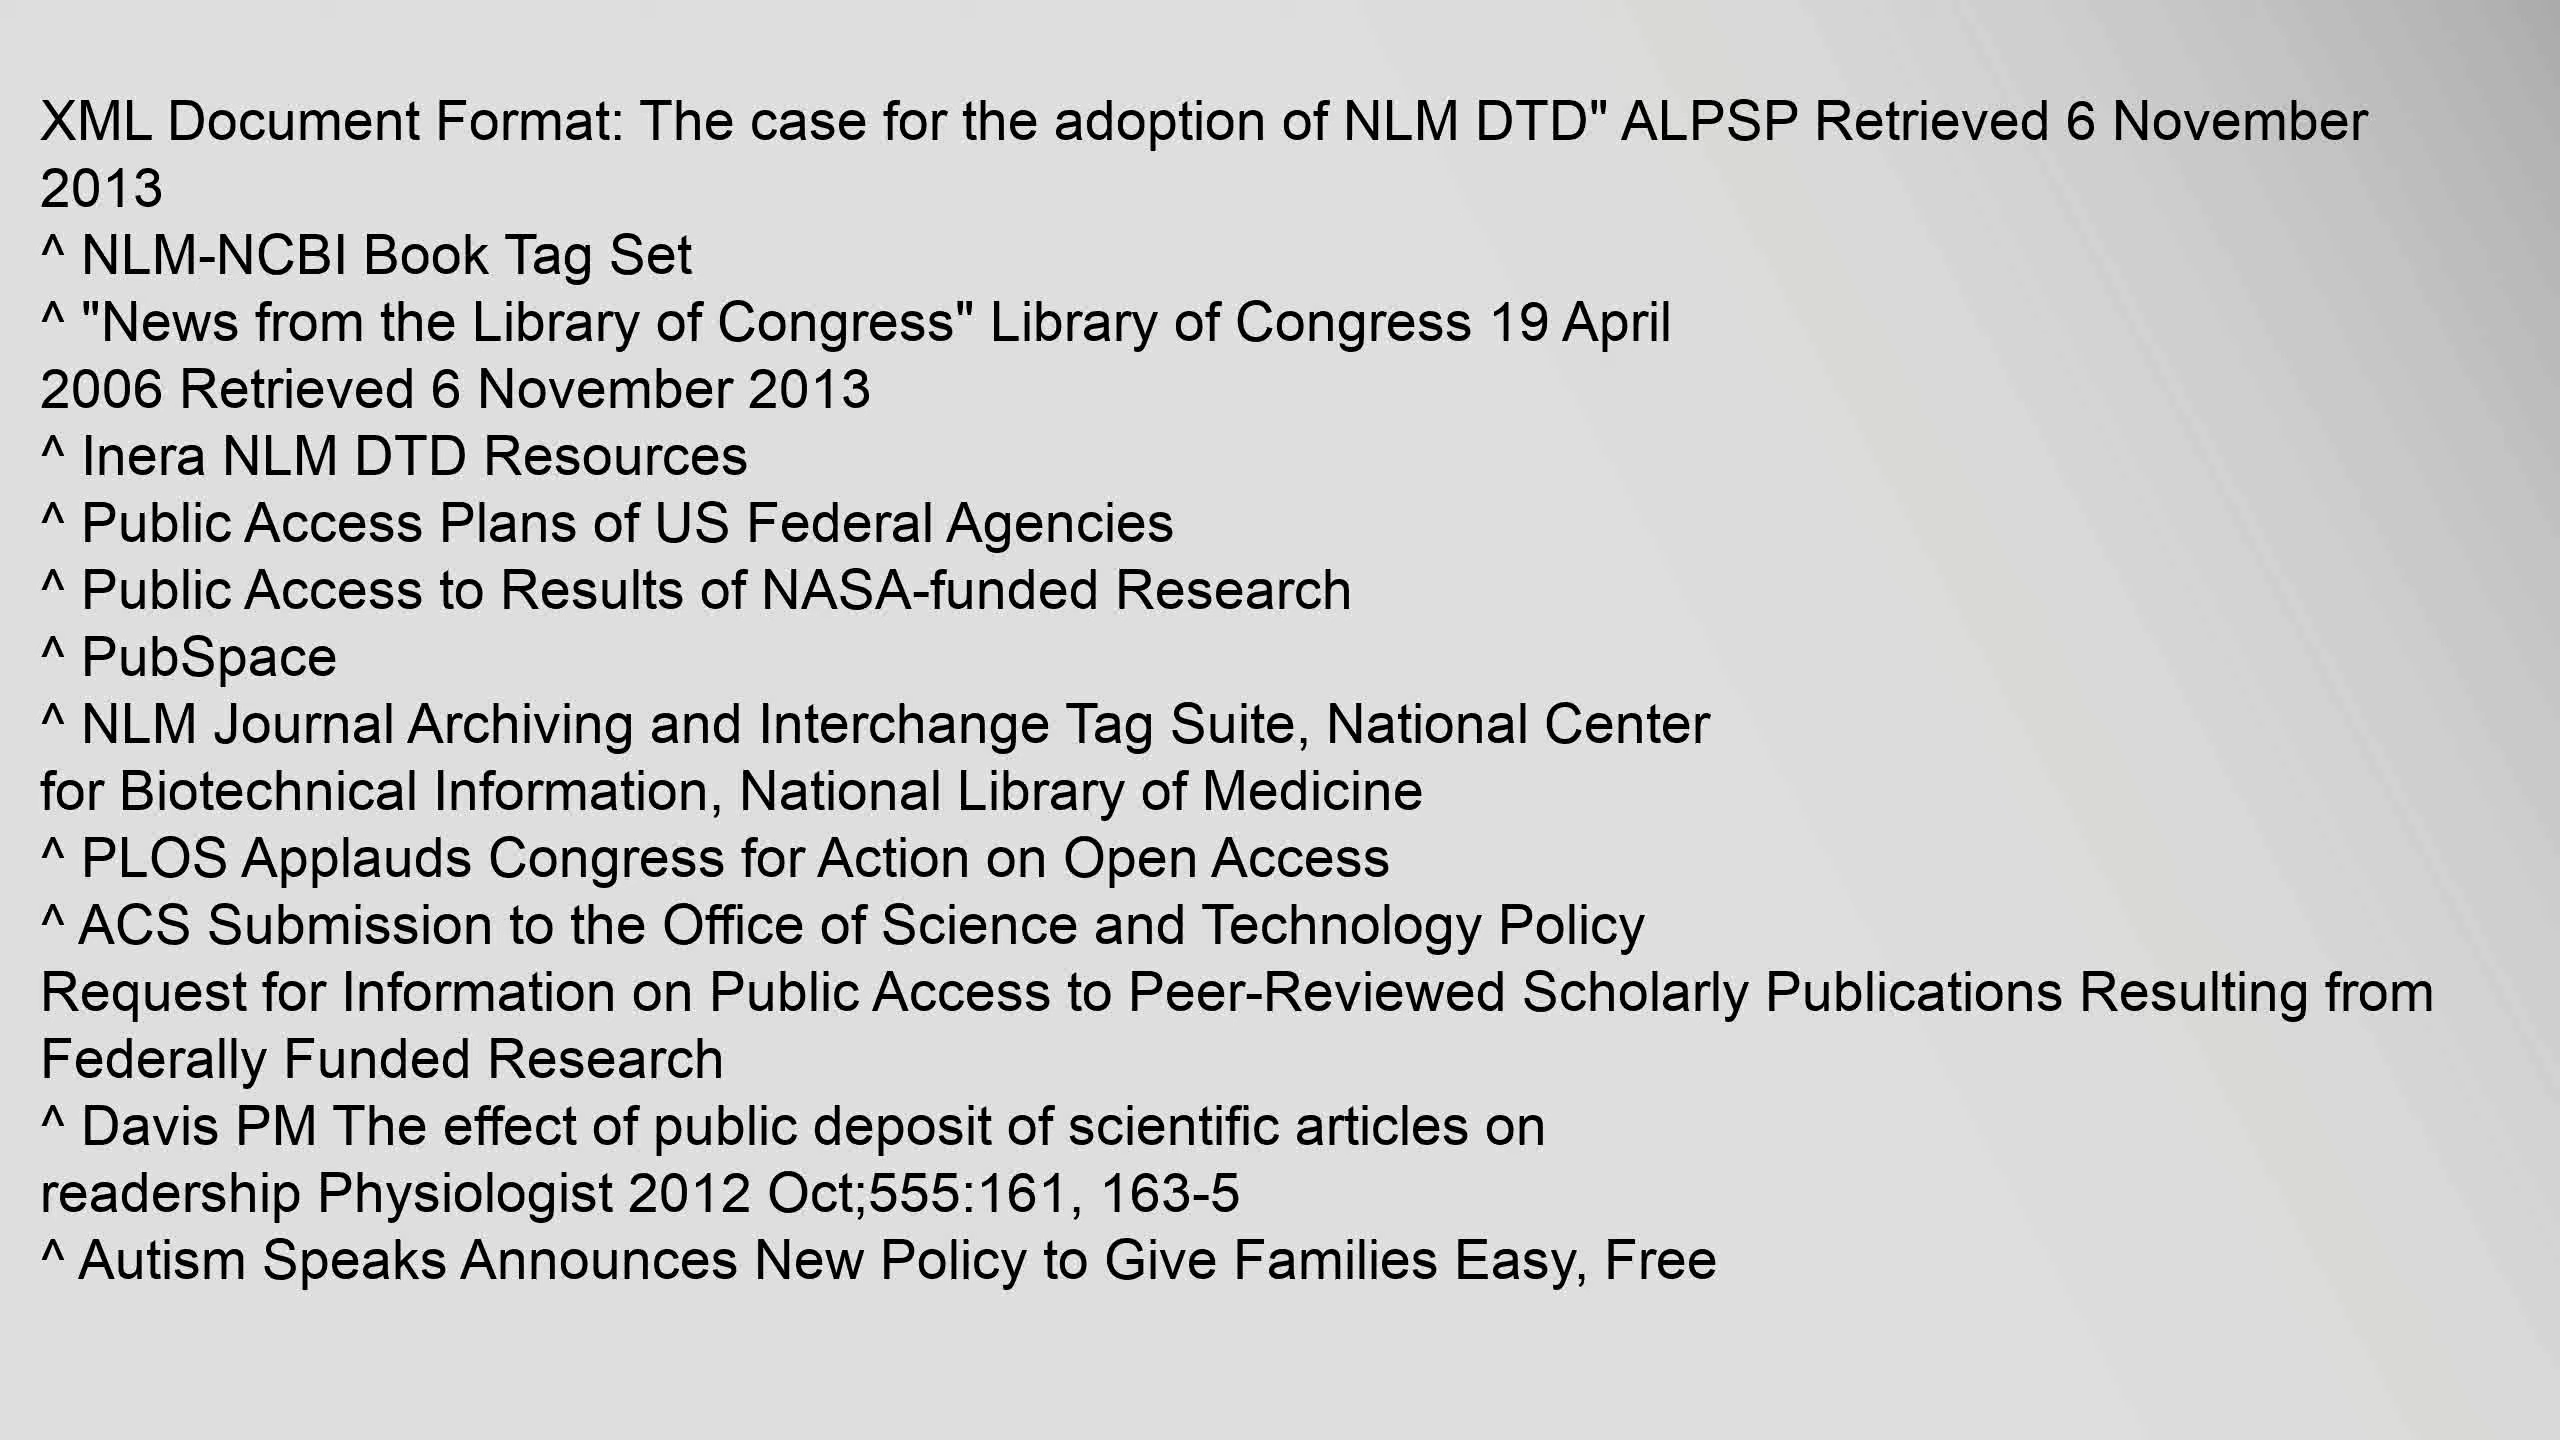 XML Document Format: The case for the adoption of NLM DTD" ALPSP Retrieved 6 November
2013
^ NLM-NCBI Book Tag Set
^ "News from the Library of Congress" Library of Congress 19 April
2006 Retrieved 6 November 2013
^ Inera NLM DTD Resources
^ Public Access Plans of US Federal Agencies
^ Public Access to Results of NASA-funded Research
^ PubSpace
^ NLM Journal Archiving and Interchange Tag Suite, National Center
for Biotechnical Information, National Library of Medicine
^ PLOS Applauds Congress for Action on Open Access
^ ACS Submission to the Office of Science and Technology Policy
Request for Information on Public Access to Peer-Reviewed Scholarly Publications Resulting from
Federally Funded Research
^ Davis PM The effect of public deposit of scientific articles on
readership Physiologist 2012 Oct;555:161, 163-5
^ Autism Speaks Announces New Policy to Give Families Easy, Free